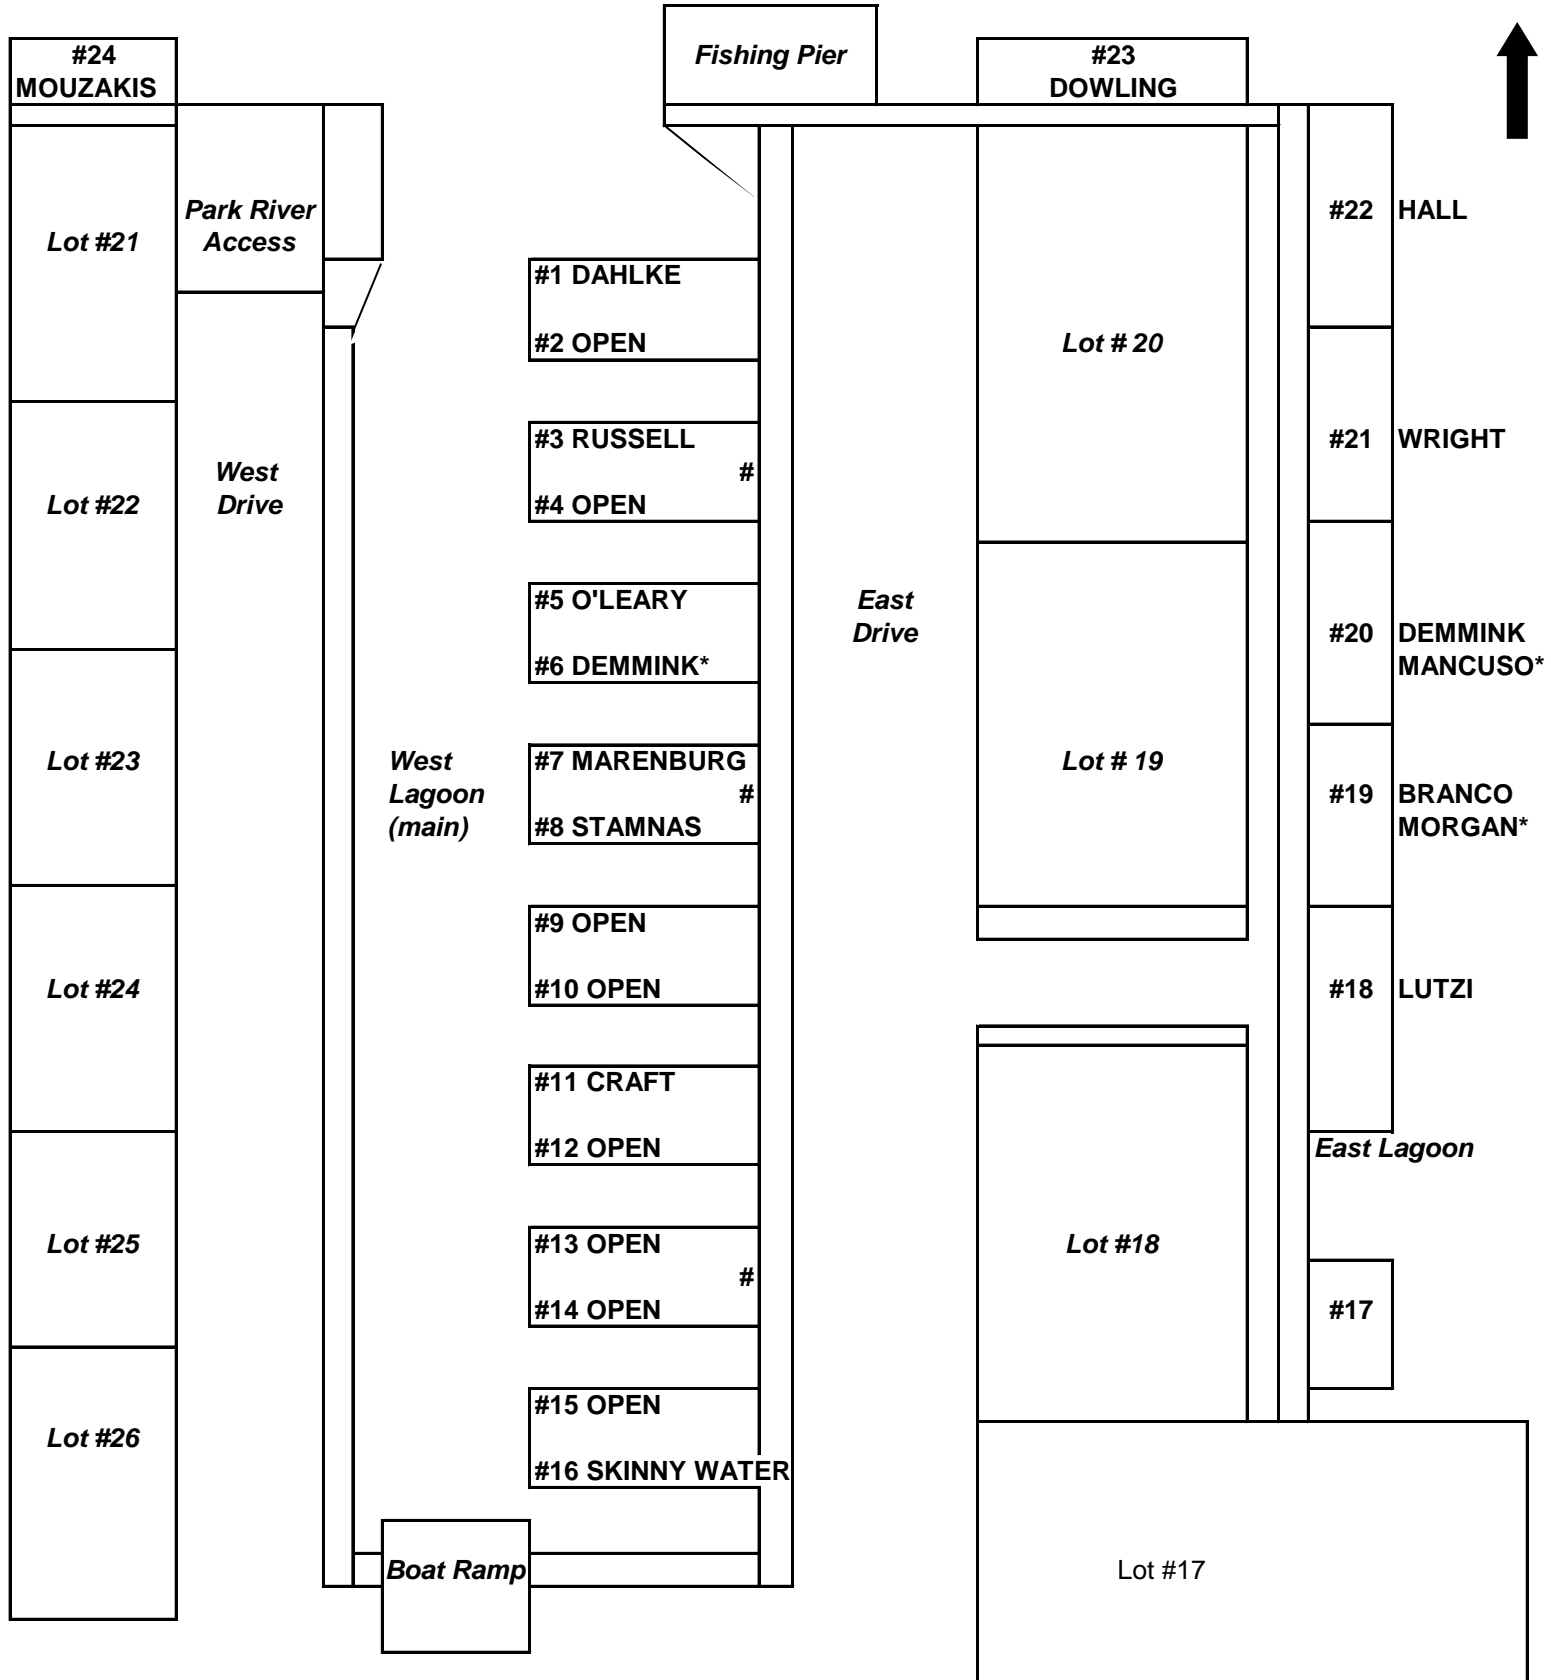 #24
MOUZAKIS
Fishing Pier
#23
DOWLING
Lot #21
Park River
Access
#22 HALL
#1 DAHLKE
#2 OPEN
Lot # 20
#3 RUSSELL
#
#4 OPEN
#21 WRIGHT
Lot #22
West
Drive
#5 O'LEARY
#6 DEMMINK*
East
Drive
#20 DEMMINK
MANCUSO*
Lot #23
West
Lagoon
(main)
#7 MARENBURG
#
#8 STAMNAS
Lot # 19
#19 BRANCO
MORGAN*
#9 OPEN
#10 OPEN
Lot #24
#18 LUTZI
#11 CRAFT
#12 OPEN
East Lagoon
Lot #25
#13 OPEN
#
#14 OPEN
Lot #18
#17
#15 OPEN
#16 SKINNY WATER
Lot #26
Boat Ramp
Lot #17